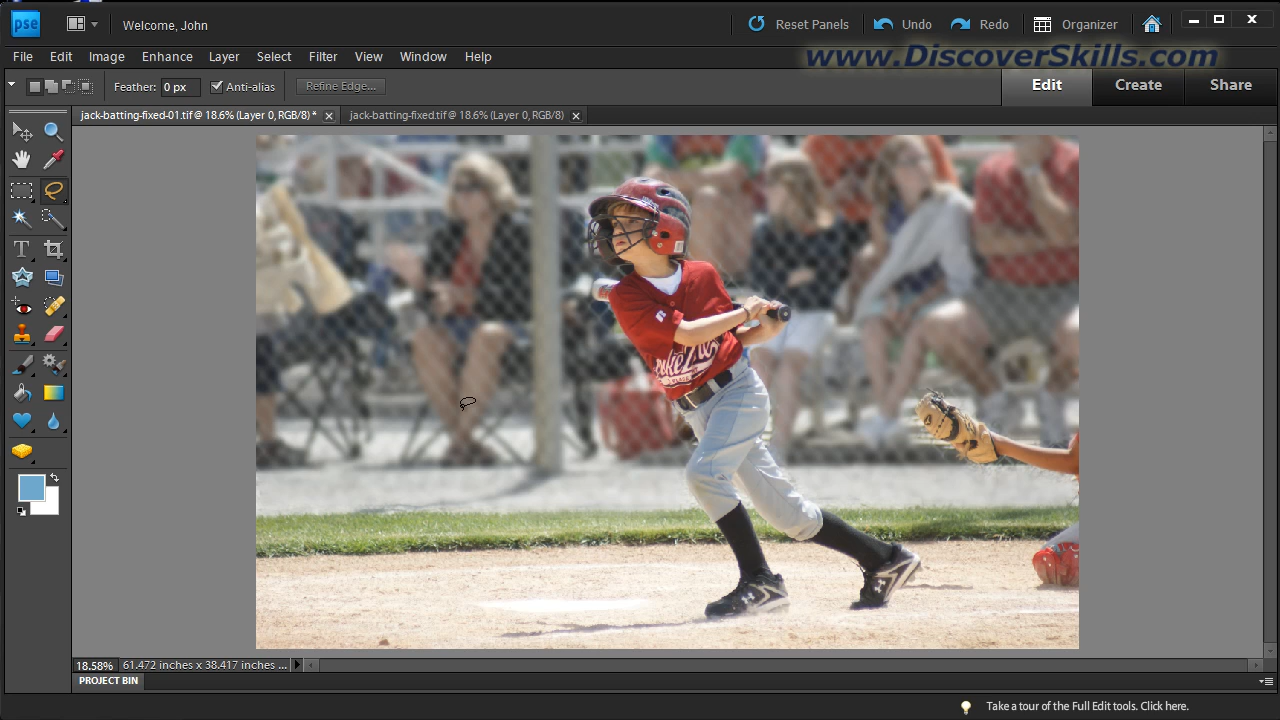 pse Welcome, John Reset Panels Undo Redo Organizer
File Edit Image Enhance Layer Select Filter View Window Help
www.DiscoverSkills.com
Feather: 0 px Anti-alias Refine Edge... Edit Create Share
jack-batting-fixed-01.tif @ 18.6% (Layer 0, RGB/8) * jack-batting-fixed.tif @ 18.6% (Layer 0, RGB/8)
T
18.58% 61.472 inches x 38.417 inches ...
PROJECT BIN
Take a tour of the Full Edit tools. Click here.